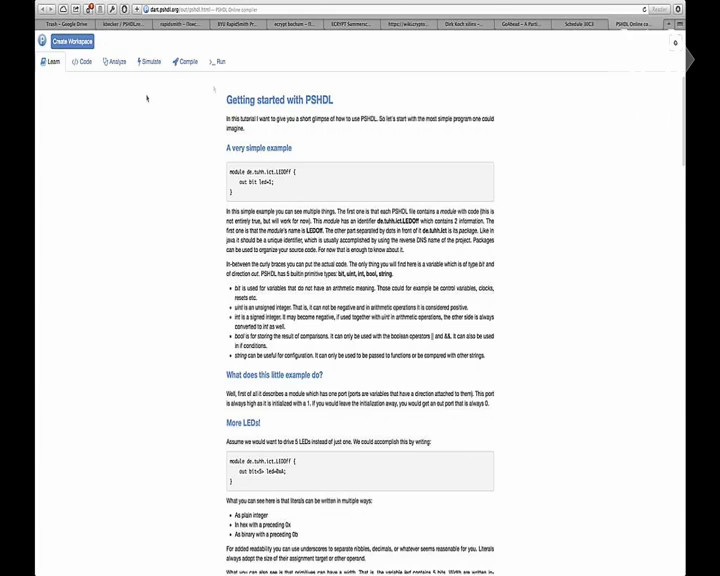 dart.pshdl.org/out/pshdl.html — PSHDL Online compiler
Reader
Trash – Google Drive
kbecker / PSHDLm...
rapidsmith – Brow...
BYU RapidSmith Pr...
ecrypt bochum – F...
ECRYPT Summersc...
https://wikicrypto...
Dirk Koch silies – ...
GoAhead – A Parti...
Schedule 30C3
PSHDL Online co...
P Create Workspace
Learn Code Analyze Simulate Compile Run
Getting started with PSHDL
In this tutorial I want to give you a short glimpse of how to use PSHDL. So let's start with the most simple program one could
imagine.
A very simple example
module de.tuhh.ict.LEDOff {
out bit led=1;
}
In this simple example you can see multiple things. The first one is that each PSHDL file contains a module with code (this is
not entirely true, but will work for now). This module has an identifier de.tuhh.ict.LEDOff which contains 2 information. The
first one is that the module's name is LEDOff. The other part separated by dots in front of it de.tuhh.ict is its package. Like in
java it should be a unique identifier, which is usually accomplished by using the reverse DNS name of the project. Packages
can be used to organize your source code. For now that is enough to know about it.
In-between the curly braces you can put the actual code. The only thing you will find here is a variable which is of type bit and
of direction out. PSHDL has 5 builtin primitive types: bit, uint, int, bool, string.
• bit is used for variables that do not have an arithmetic meaning. Those could for example be control variables, clocks,
resets etc.
• uint is an unsigned integer. That is, it can not be negative and in arithmetic operations it is considered positive.
• int is a signed integer. It may become negative, if used together with uint in arithmetic operations, the other side is always
converted to int as well.
• bool is for storing the result of comparisons. It can only be used with the boolean operators || and &&. It can also be used
in if conditions.
• string can be useful for configuration. It can only be used to be passed to functions or be compared with other strings.
What does this little example do?
Well, first of all it describes a module which has one port (ports are variables that have a direction attached to them). This port
is always high as it is initialized with a 1. If you would leave the initialization away, you would get an out port that is always 0.
More LEDs!
Assume we would want to drive 5 LEDs instead of just one. We could accomplish this by writing:
module de.tuhh.ict.LEDOff {
out bit<5> led=0xA;
}
What you can see here is that literals can be written in multiple ways:
• As plain integer
• In hex with a preceding 0x
• As binary with a preceding 0b
For added readability you can use underscores to separate nibbles, decimals, or whatever seems reasonable for you. Literals
always adopt the size of their assignment target or other operand.
What you can also see is that primitives can have a width. That is, the variable led contains 5 bits. Width are written in-